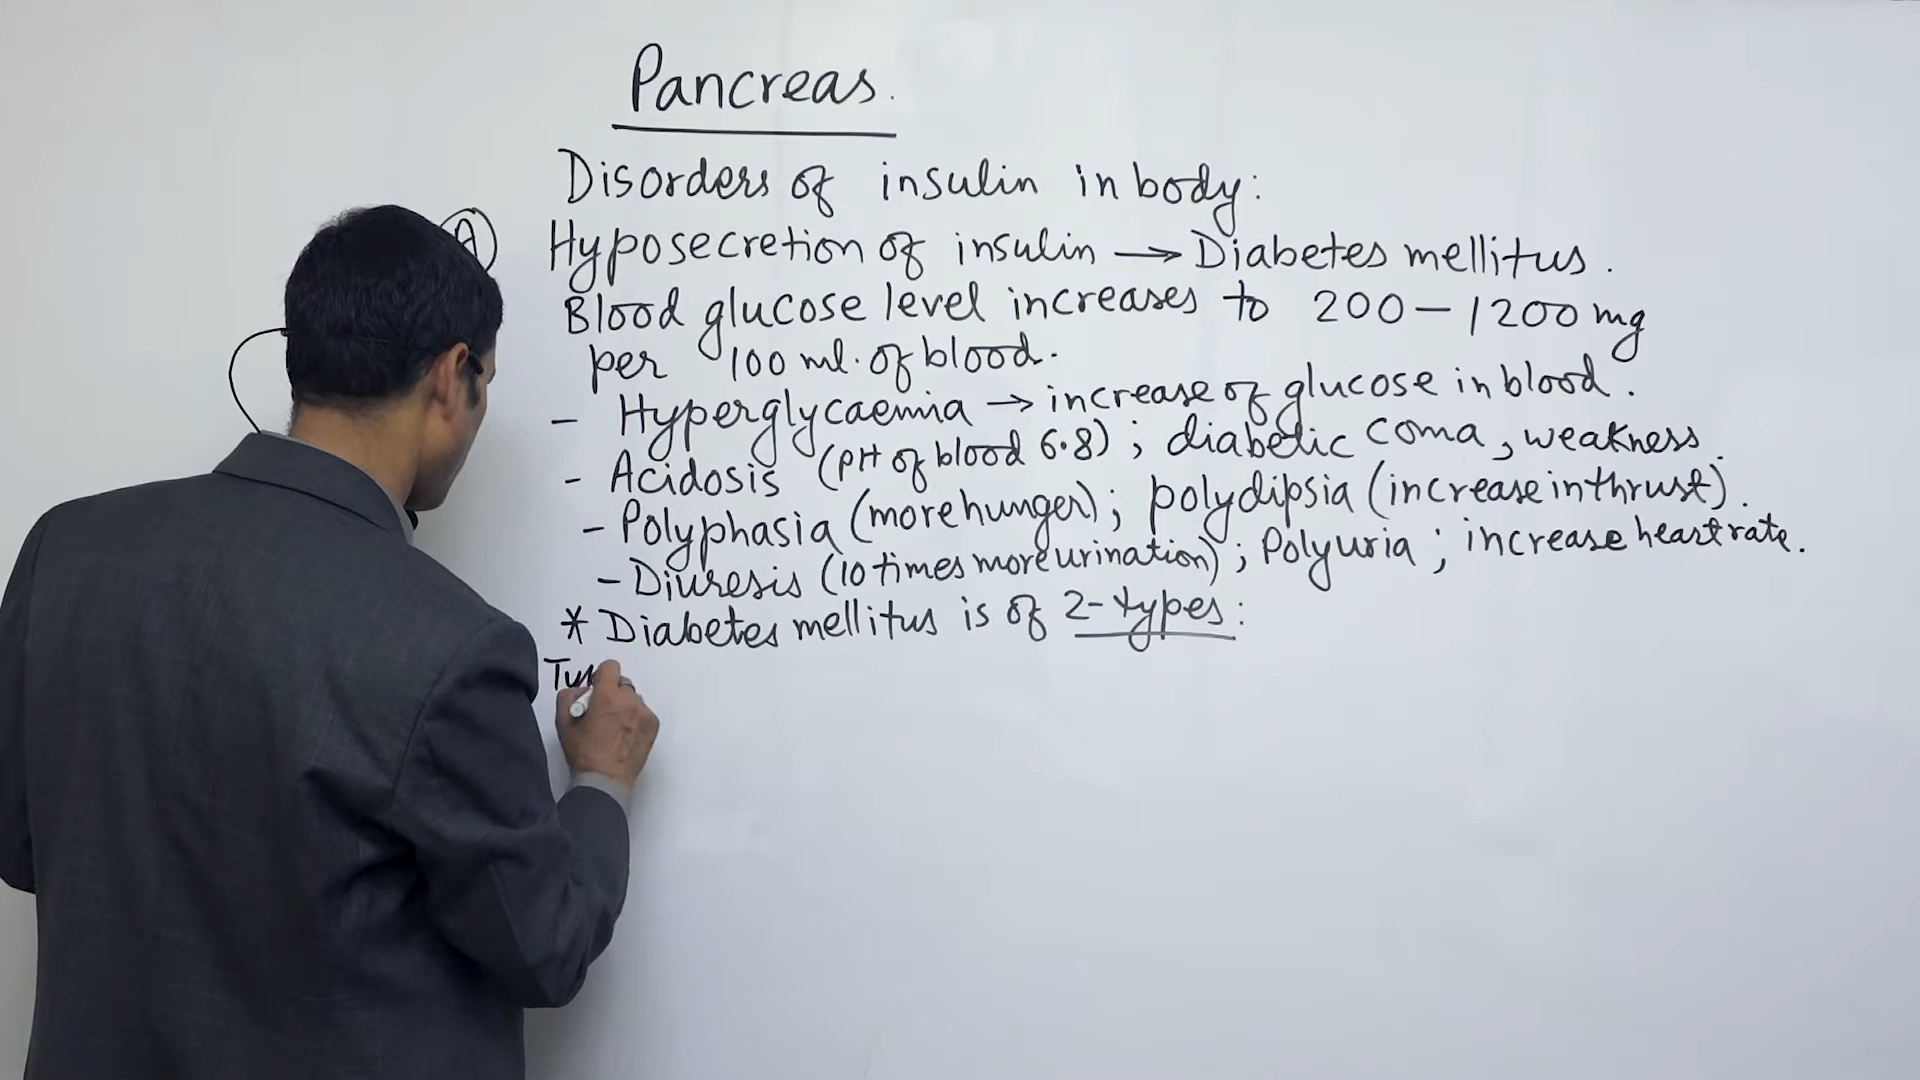 Pancreas.
Disorders of insulin in body:
(A) Hyposecretion of insulin → Diabetes mellitus.
Blood glucose level increases to 200 – 1200 mg
per 100 ml. of blood.
- Hyperglycaemia → increase of glucose in blood.
- Acidosis (pH of blood 6.8) ; diabetic coma, weakness.
- Polyphasia (more hunger); polydipsia (increase in thrust).
- Diuresis (10 times more urination) ; Polyuria ; increase heart rate.
* Diabetes mellitus is of 2-types: